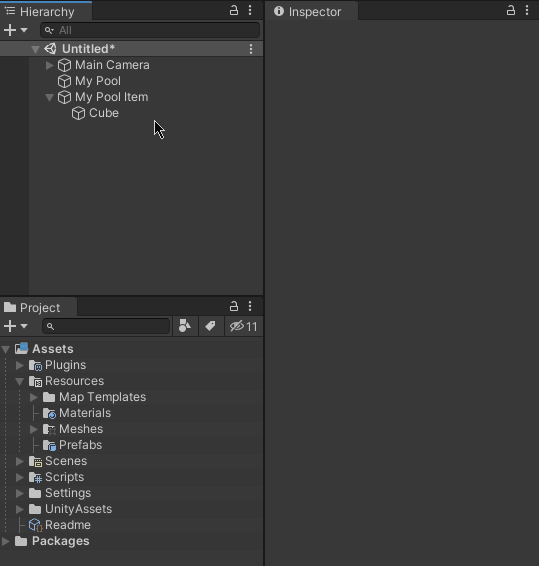 Hierarchy
All
Untitled*
Main Camera
My Pool
My Pool Item
Cube
Inspector
Project
11
Assets
Plugins
Resources
Map Templates
Materials
Meshes
Prefabs
Scenes
Scripts
Settings
UnityAssets
Readme
Packages